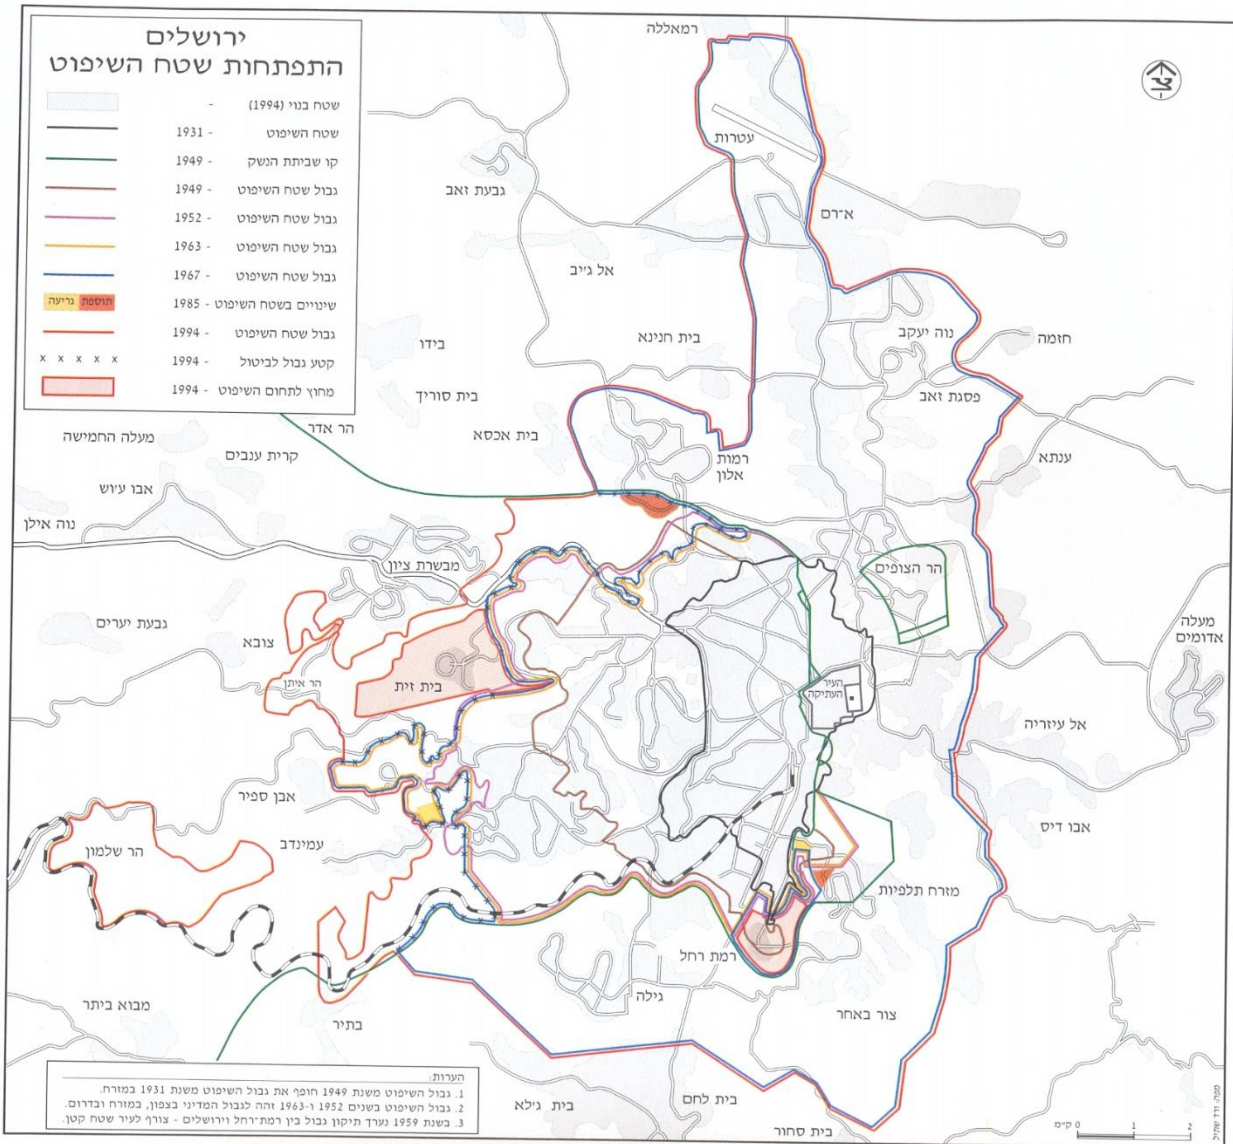 ירושלים
התפתחות שטח השיפוט
שטח בנוי (1994) -
שטח השיפוט - 1931
קו שביתת הנשק - 1949
גבול שטח השיפוט - 1949
גבול שטח השיפוט - 1952
גבול שטח השיפוט - 1963
גבול שטח השיפוט - 1967
שינויים בשטח השיפוט - 1985 תוספת גריעה
גבול שטח השיפוט - 1994
קטע גבול לביטול - 1994 x x x x x
מחוץ לתחום השיפוט - 1994
רמאללה
עטרות
גבעת זאב
א-רם
אל ג'יב
נוה יעקב
חזמה
בית חנינא
בידו
פסגת זאב
בית סוריך
הר אדר
בית אכסא
מעלה החמישה
קרית ענבים
רמות
אלון
ענתא
אבו ע'וש
נוה אילן
מבשרת ציון
הר הצופים
גבעת יערים
צובא
מעלה
אדומים
הר איתן
בית זית
העיר
העתיקה
אל עיזריה
אבן ספיר
אבו דיס
הר שלמון
עמינדב
מזרח תלפיות
רמת רחל
גילה
מבוא ביתר
בתיר
צור באחר
בית ג'לא
בית לחם
בית סחור
הערות:
1. גבול השיפוט משנת 1949 חופף את גבול השיפוט משנת 1931 במזרח.
2. גבול השיפוט בשנים 1952 ו-1963 זהה לגבול המדיני בצפון, במזרח ובדרום.
3. בשנת 1959 נערך תיקון גבול בין רמת-רחל וירושלים - צורף לעיר שטח קטן.
ק"מ 0 1 2